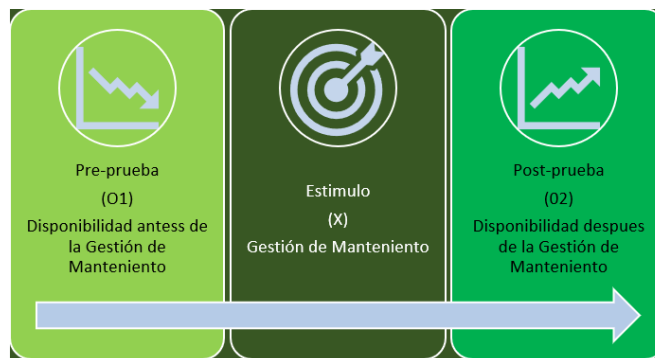 Pre-prueba
(O1)
Disponibilidad antess de
la Gestión de
Manteniento
Estimulo
(X)
Gestión de Manteniento
Post-prueba
(02)
Disponibilidad despues
de la Gestión de
Manteniento